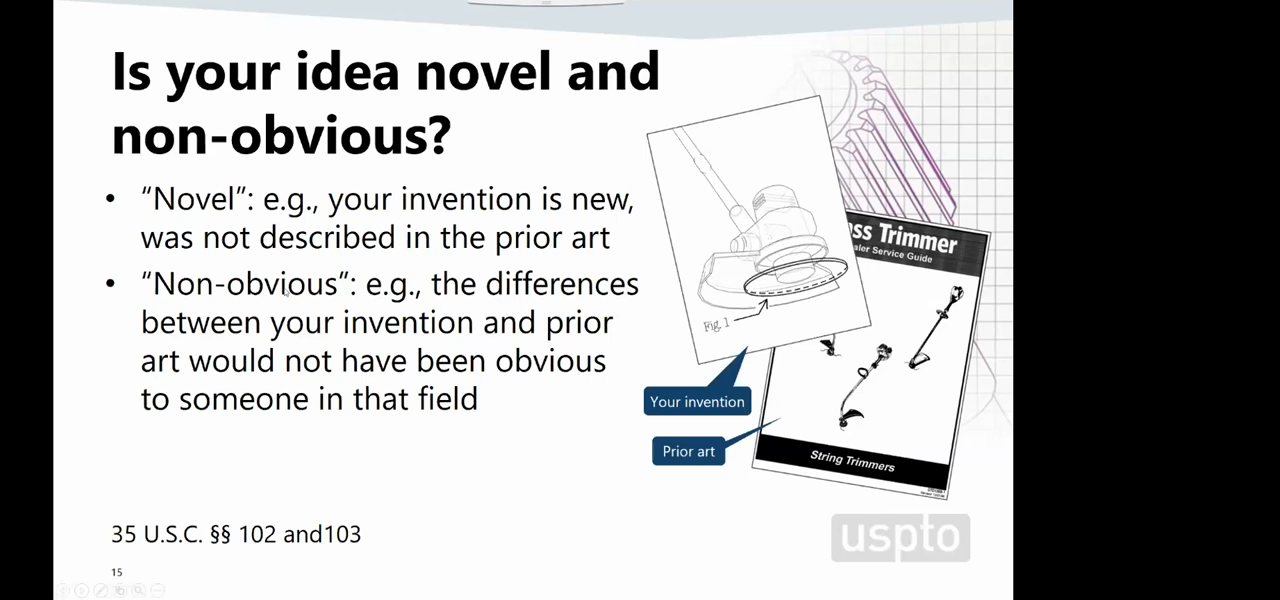 Is your idea novel and
non-obvious?
• “Novel”: e.g., your invention is new,
was not described in the prior art
• “Non-obvious”: e.g., the differences
between your invention and prior
art would not have been obvious
to someone in that field
Fig. 1
ss Trimmer
aler Service Guide
Your invention
Prior art
String Trimmers
35 U.S.C. §§ 102 and103
uspto
15